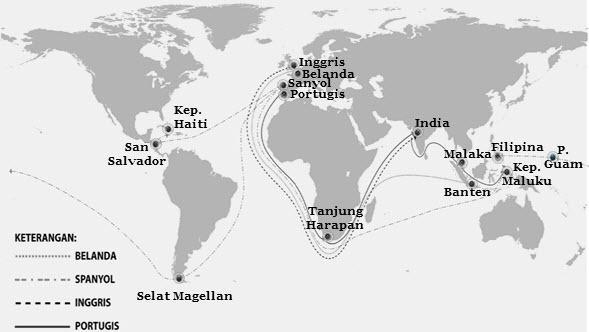 Inggris
Belanda
Sanyol
Portugis
Kep.
Haiti
San
Salvador
India
Malaka
Filipina
P.
Guam
Kep.
Maluku
Banten
Tanjung
Harapan
Selat Magellan
KETERANGAN:
BELANDA
SPANYOL
INGGRIS
PORTUGIS